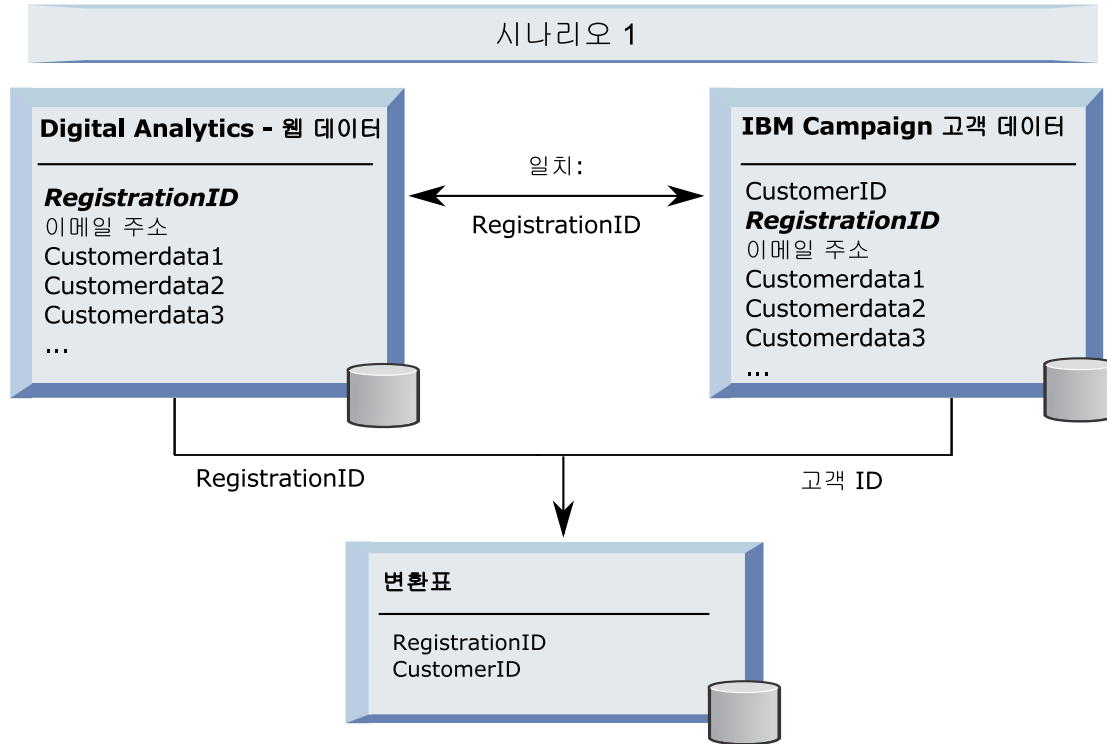 시나리오 1
Digital Analytics - 웹 데이터
RegistrationID
이메일 주소
Customerdata1
Customerdata2
Customerdata3
...
일치:
RegistrationID
IBM Campaign 고객 데이터
CustomerID
RegistrationID
이메일 주소
Customerdata1
Customerdata2
Customerdata3
...
RegistrationID
고객 ID
변환표
RegistrationID
CustomerID